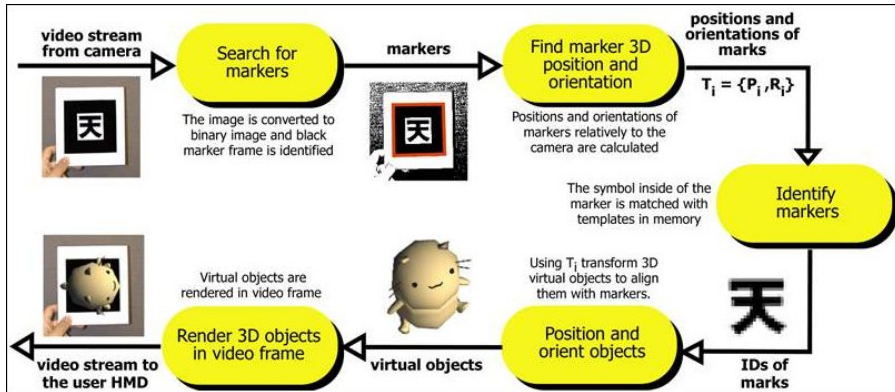 video stream
from camera
天
Search for
markers
The image is converted to
binary image and black
marker frame is identified
markers
天
Find marker 3D
position and
orientation
Positions and orientations of
markers relatively to the
camera are calculated
positions and
orientations of
marks
Ti = {Pi,Ri}
Identify
markers
The symbol inside of the
marker is matched with
templates in memory
天
IDs of
marks
Using Ti transform 3D
virtual objects to align
them with markers.
Position and
orient objects
virtual objects
Virtual objects are
rendered in video frame
Render 3D objects
in video frame
video stream to
the user HMD